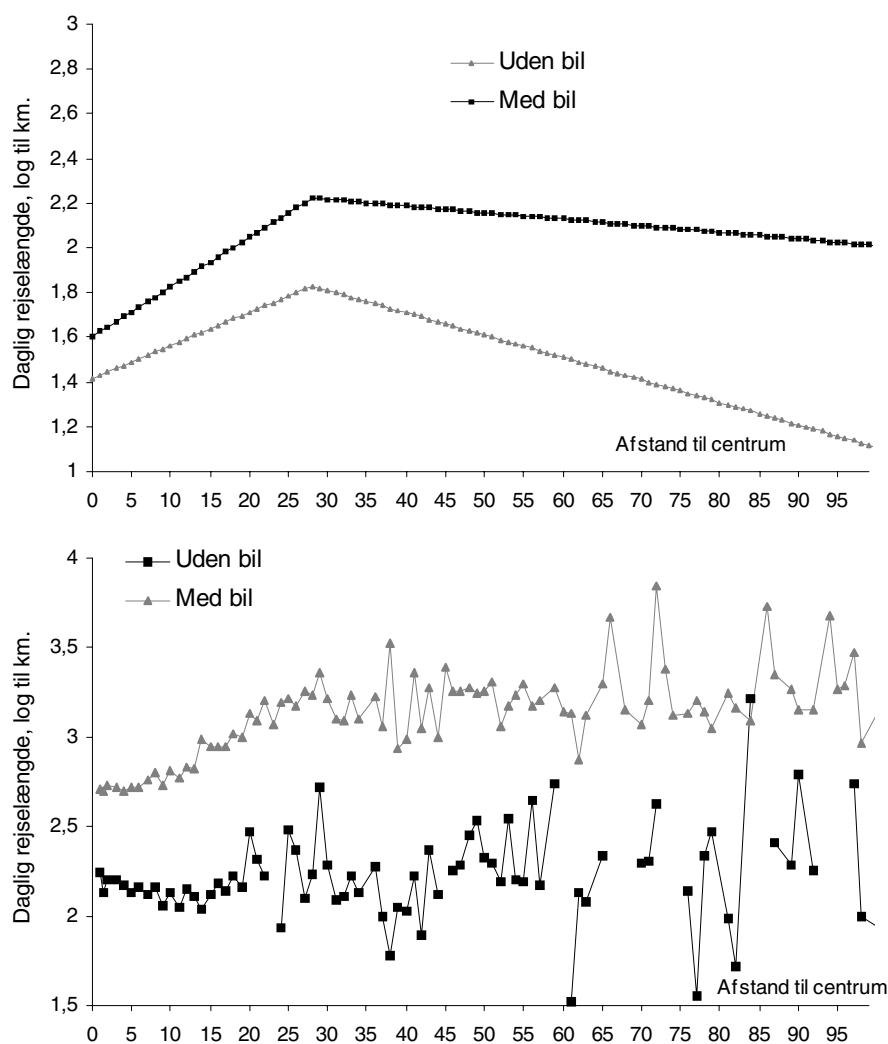 Daglig rejselængde, log til km.
3
2,8
2,6
2,4
2,2
2
1,8
1,6
1,4
1,2
1
Uden bil
Med bil
Afstand til centrum
0 5 10 15 20 25 30 35 40 45 50 55 60 65 70 75 80 85 90 95
Daglig rejselængde, log til km.
4
3,5
3
2,5
2
1,5
Uden bil
Med bil
Afstand til centrum
0 5 10 15 20 25 30 35 40 45 50 55 60 65 70 75 80 85 90 95